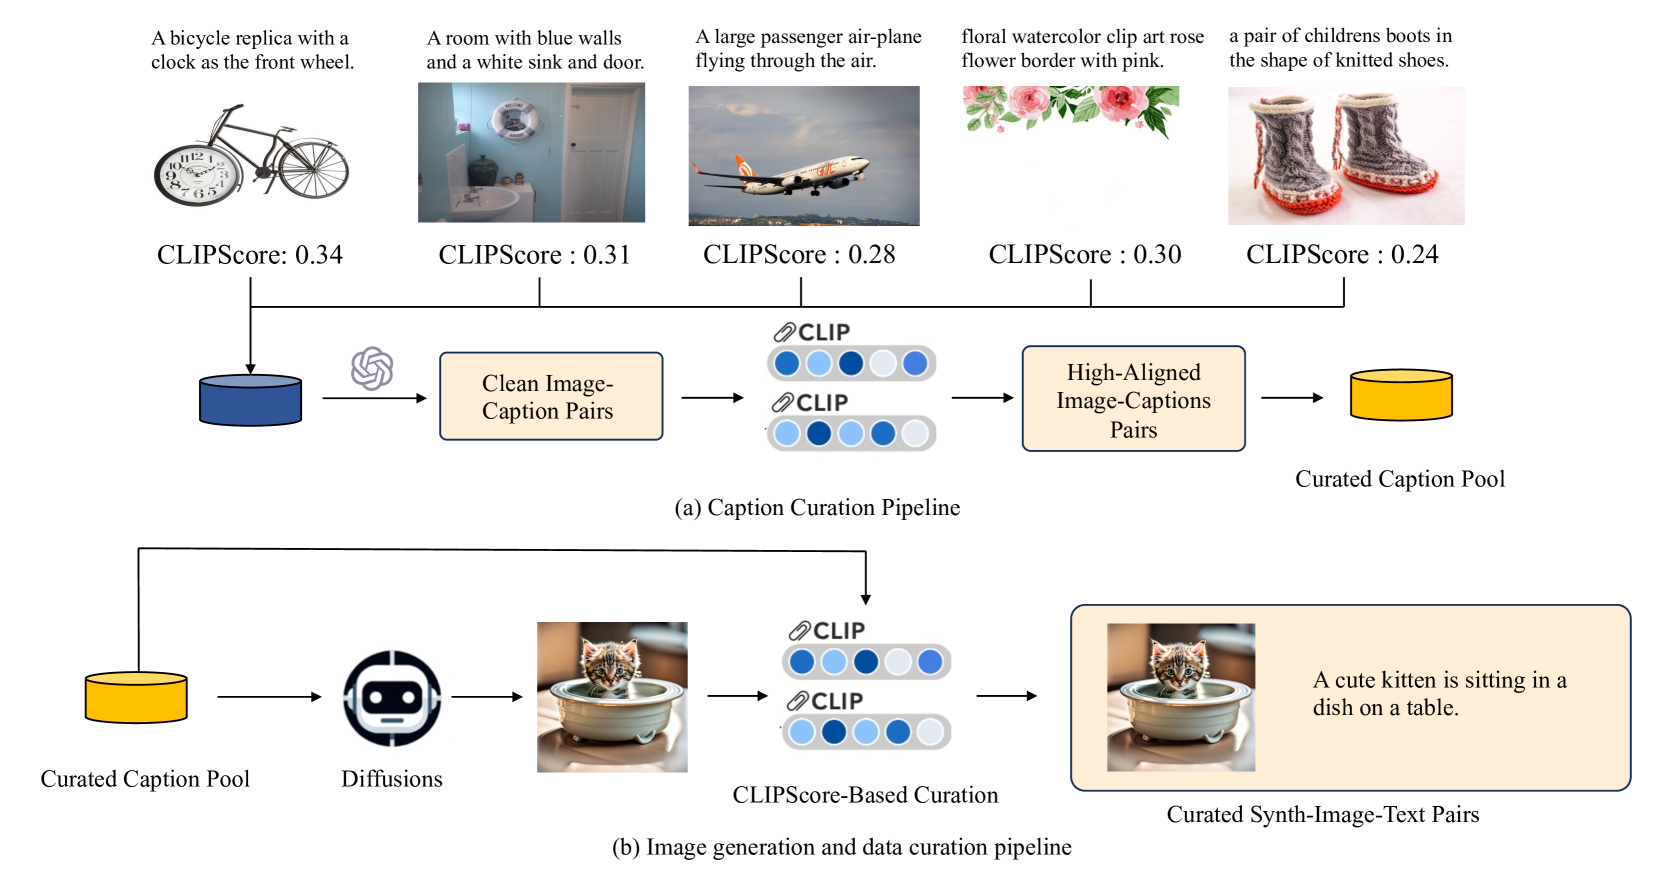 A bicycle replica with a
clock as the front wheel.
A room with blue walls
and a white sink and door.
A large passenger air-plane
flying through the air.
floral watercolor clip art rose
flower border with pink.
a pair of childrens boots in
the shape of knitted shoes.
CLIPScore: 0.34
CLIPScore : 0.31
CLIPScore : 0.28
CLIPScore : 0.30
CLIPScore : 0.24
Clean Image-
Caption Pairs
CLIP
CLIP
High-Aligned
Image-Captions
Pairs
Curated Caption Pool
(a) Caption Curation Pipeline
Curated Caption Pool
Diffusions
CLIP
CLIP
CLIPScore-Based Curation
A cute kitten is sitting in a
dish on a table.
Curated Synth-Image-Text Pairs
(b) Image generation and data curation pipeline